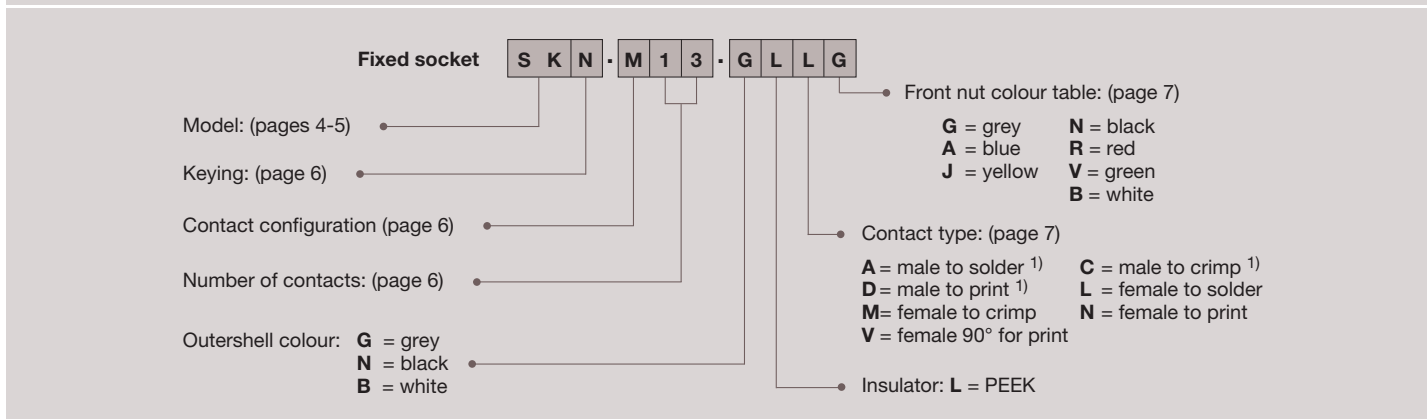 Fixed socket SKN.M13.GLLG
Front nut colour table: (page 7)
G = grey N = black
A = blue R = red
J = yellow V = green
B = white
Model: (pages 4-5)
Keying: (page 6)
Contact configuration (page 6)
Number of contacts: (page 6)
Contact type: (page 7)
A = male to solder 1) C = male to crimp 1)
D = male to print 1) L = female to solder
M= female to crimp N = female to print
V = female 90° for print
Outershell colour: G = grey
N = black
B = white
Insulator: L = PEEK